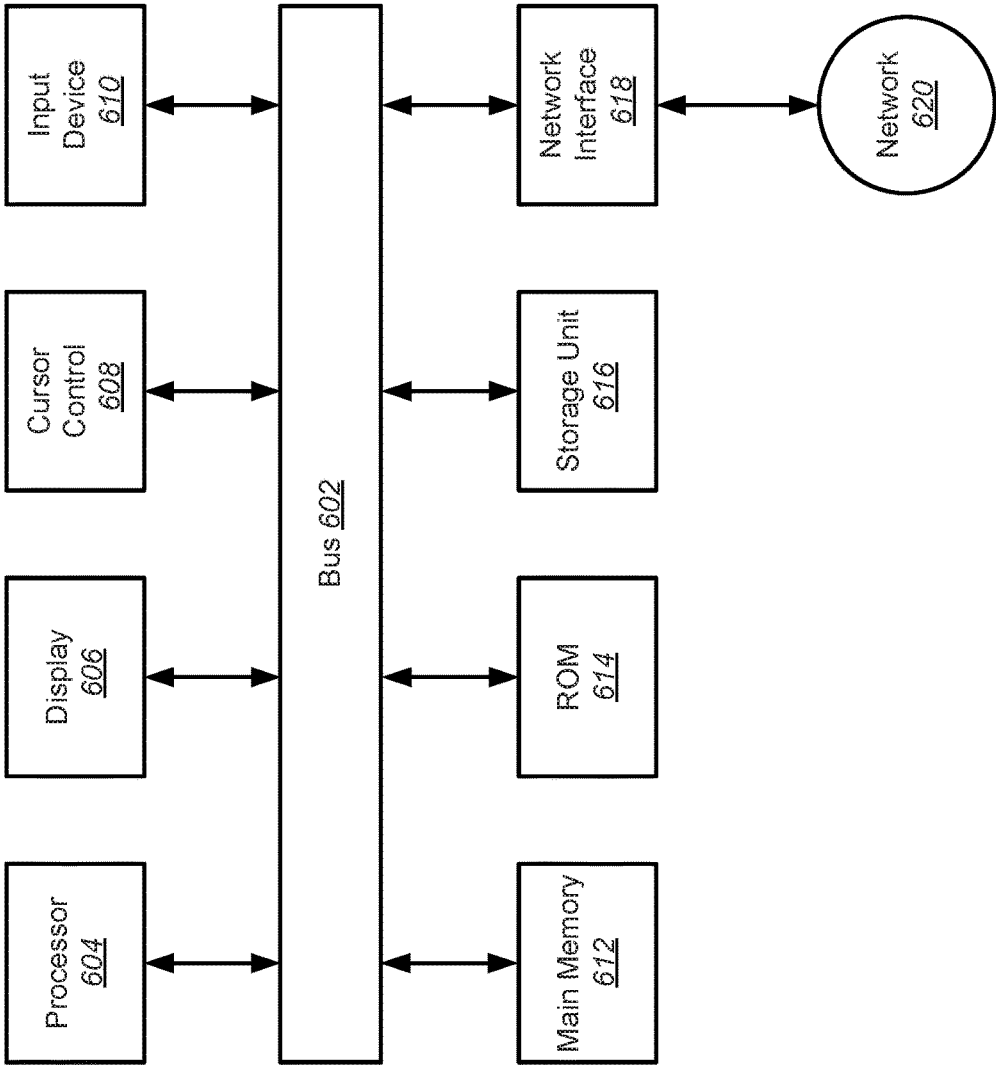 Processor
604
Display
606
Cursor
Control
608
Input
Device
610
Bus 602
Main Memory
612
ROM
614
Storage Unit
616
Network
Interface
618
Network
620